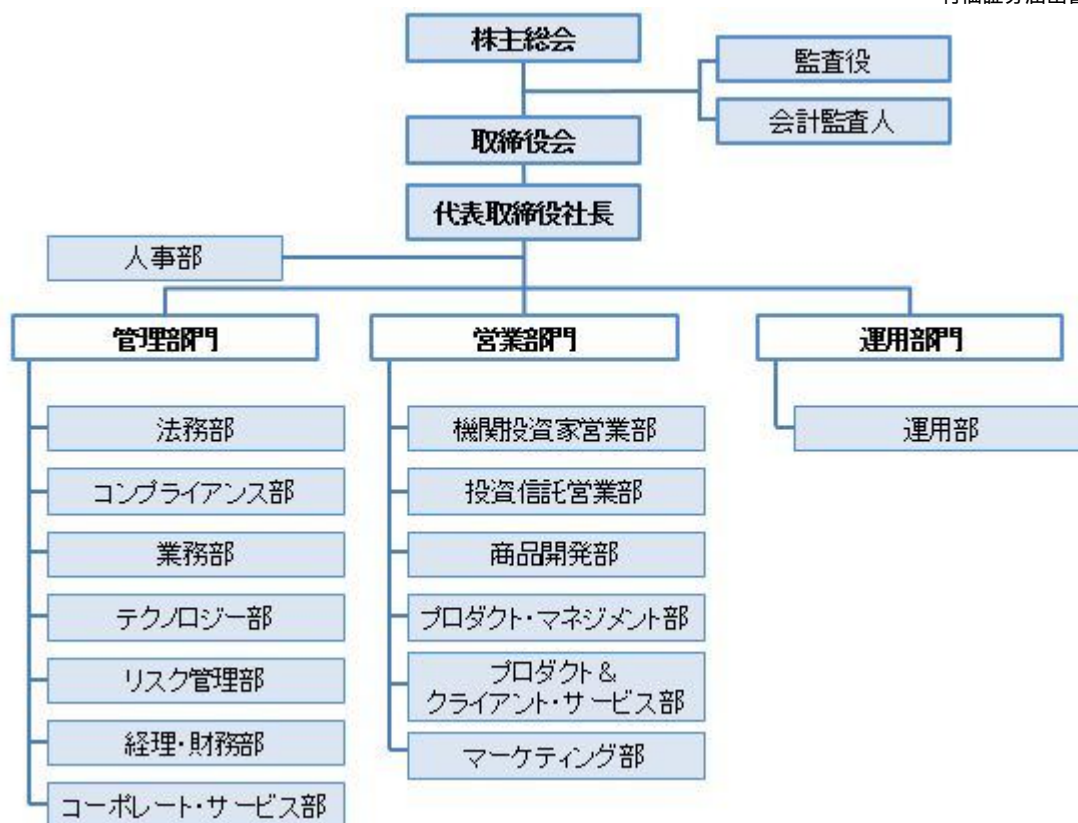 株主総会
監査役
会計監査人
取締役会
代表取締役社長
人事部
管理部門
法務部
コンプライアンス部
業務部
テクノロジー部
リスク管理部
経理・財務部
コーポレート・サービス部
営業部門
機関投資家営業部
投資信託営業部
商品開発部
プロダクト・マネジメント部
プロダクト&
クライアント・サービス部
マーケティング部
運用部門
運用部